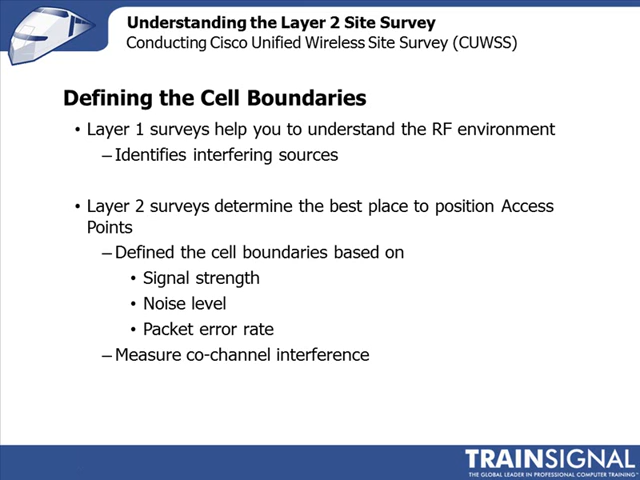 Understanding the Layer 2 Site Survey
Conducting Cisco Unified Wireless Site Survey (CUWSS)
Defining the Cell Boundaries
• Layer 1 surveys help you to understand the RF environment
– Identifies interfering sources
• Layer 2 surveys determine the best place to position Access
Points
– Defined the cell boundaries based on
• Signal strength
• Noise level
• Packet error rate
– Measure co-channel interference
TRAINSIGNAL
THE GLOBAL LEADER IN PROFESSIONAL COMPUTER TRAINING